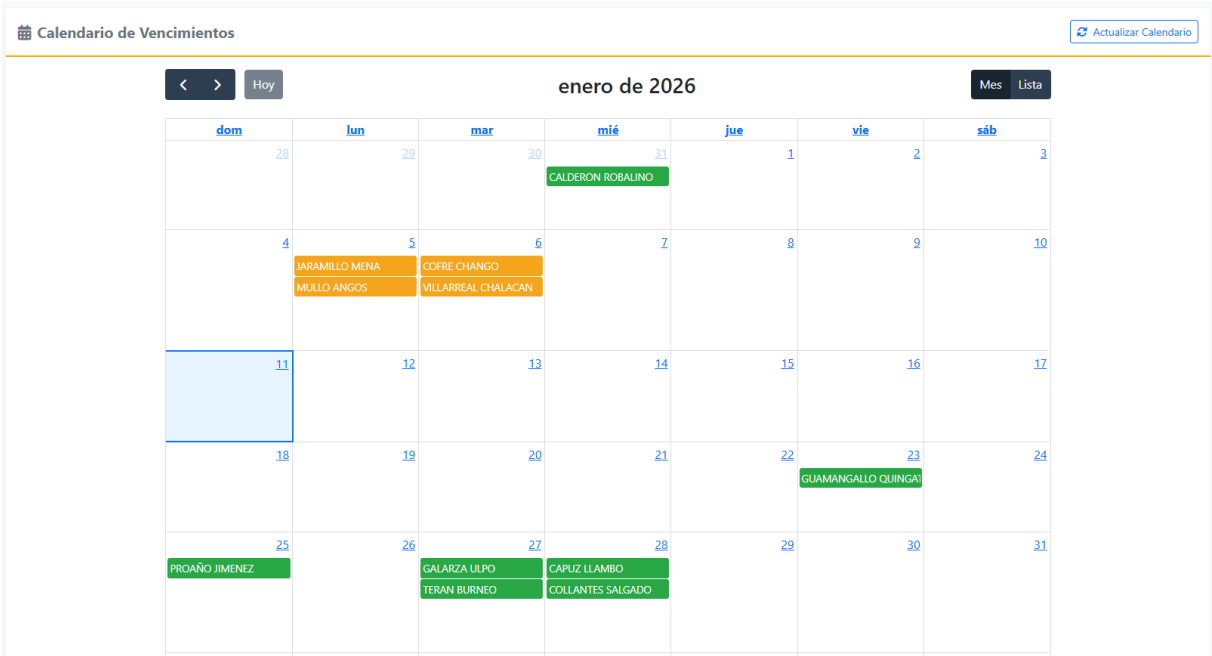 Calendario de Vencimientos
Actualizar Calendario
Hoy
enero de 2026
Mes Lista
dom lun mar mié jue vie sáb
28 29 30 31 1 2 3
CALDERON ROBALINO
4 5 6 7 8 9 10
JARAMILLO MENA COFRE CHANGO
MULLO ANGOS VILLARREAL CHALACAN
11 12 13 14 15 16 17
18 19 20 21 22 23 24
GUAMANGALLO
25 26 27 28 29 30 31
PROAÑO JIMENEZ GALARZA ULPO CAPUZ LLAMBO
TERAN BURNEO COLLANTES SALGADO